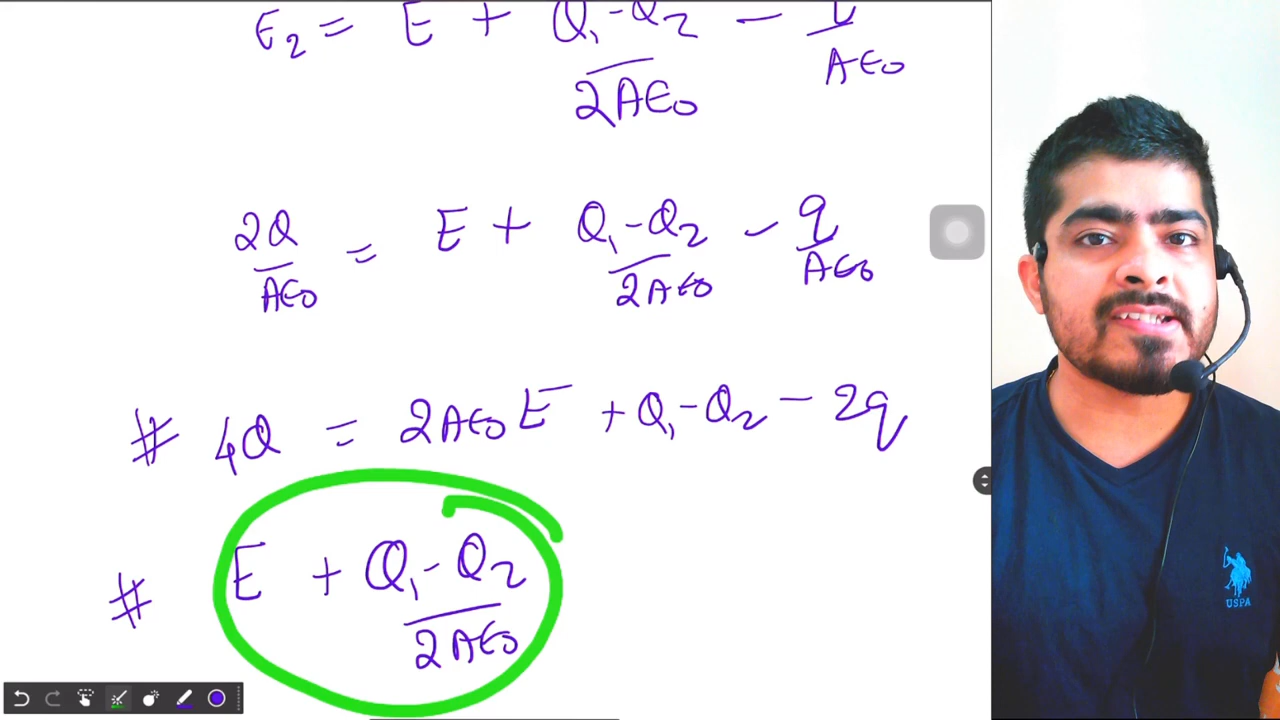 E₂ = E + Q₁-Q₂/2Aε₀ - q/Aε₀
2Q/Aε₀ = E + Q₁-Q₂/2Aε₀ - q/Aε₀
# 4Q = 2Aε₀E + Q₁-Q₂ - 2q
# E + Q₁-Q₂/2Aε₀
USPA